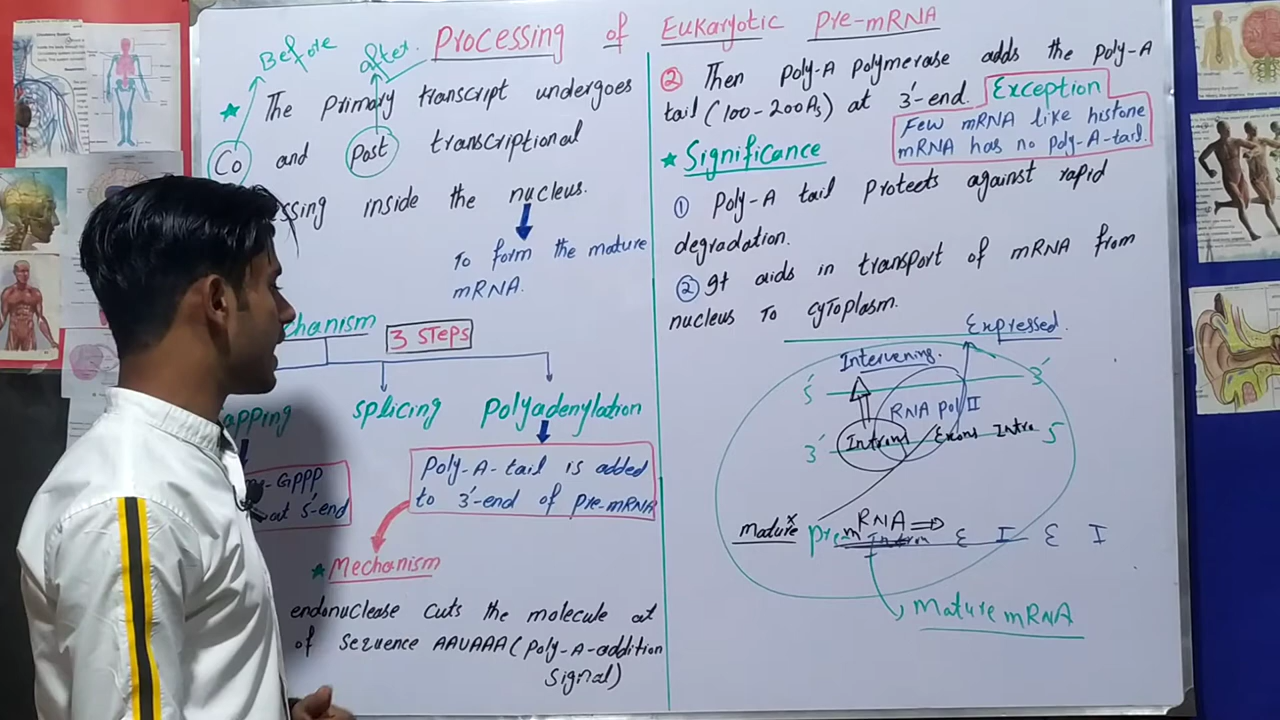 Processing of Eukaryotic Pre-mRNA
Before
after
★ The Primary transcript undergoes
Co and Post transcriptional
ssing inside the nucleus.
To form the mature
mRNA.
chanism
3 STEPS
apping splicing Polyadenylation
GPPP
at 5'-end
Poly-A-tail is added
to 3'-end of Pre-mRNA
★ Mechanism
endonuclease cuts the molecule at
of sequence AAUAAA (Poly-A-addition
Signal)
② Then Poly-A Polymerase adds the Poly-A
tail (100-200As) at 3'-end.
Exception
Few mRNA like histone
mRNA has no Poly-A-tail.
★ Significance
① Poly-A tail Protects against rapid
degradation.
② It aids in transport of mRNA from
nucleus To cytoplasm.
Expressed
Intervening.
5' 3'
RNA Pol II
3' Introns Exons Intro 5
Mature Pre mRNA ⇒ Ɛ I Ɛ I
Intron
Mature mRNA